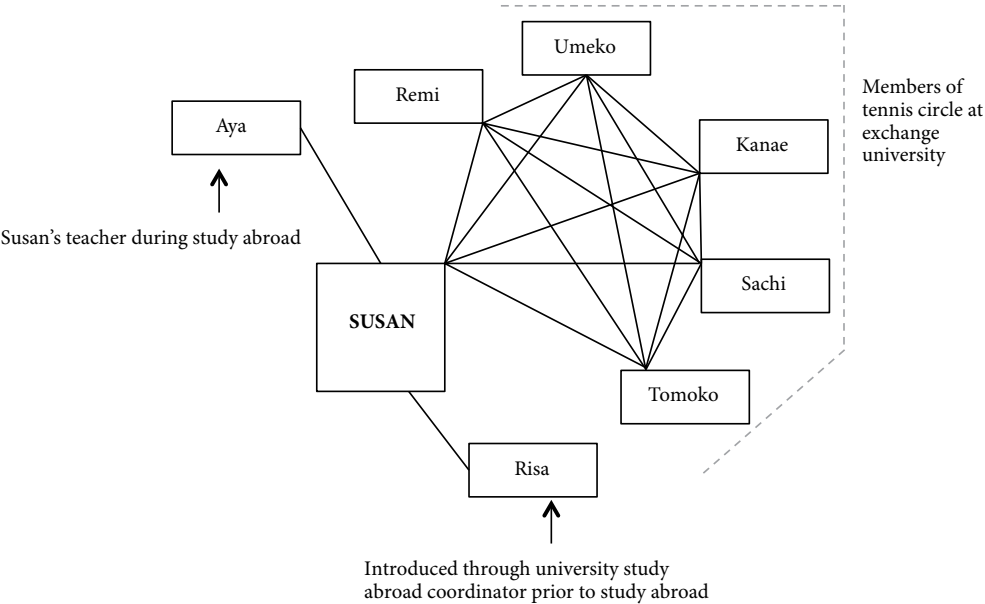 Umeko
Remi
Aya
Members of
tennis circle at
exchange
university
Kanae
Susan's teacher during study abroad
Sachi
SUSAN
Tomoko
Risa
Introduced through university study
abroad coordinator prior to study abroad